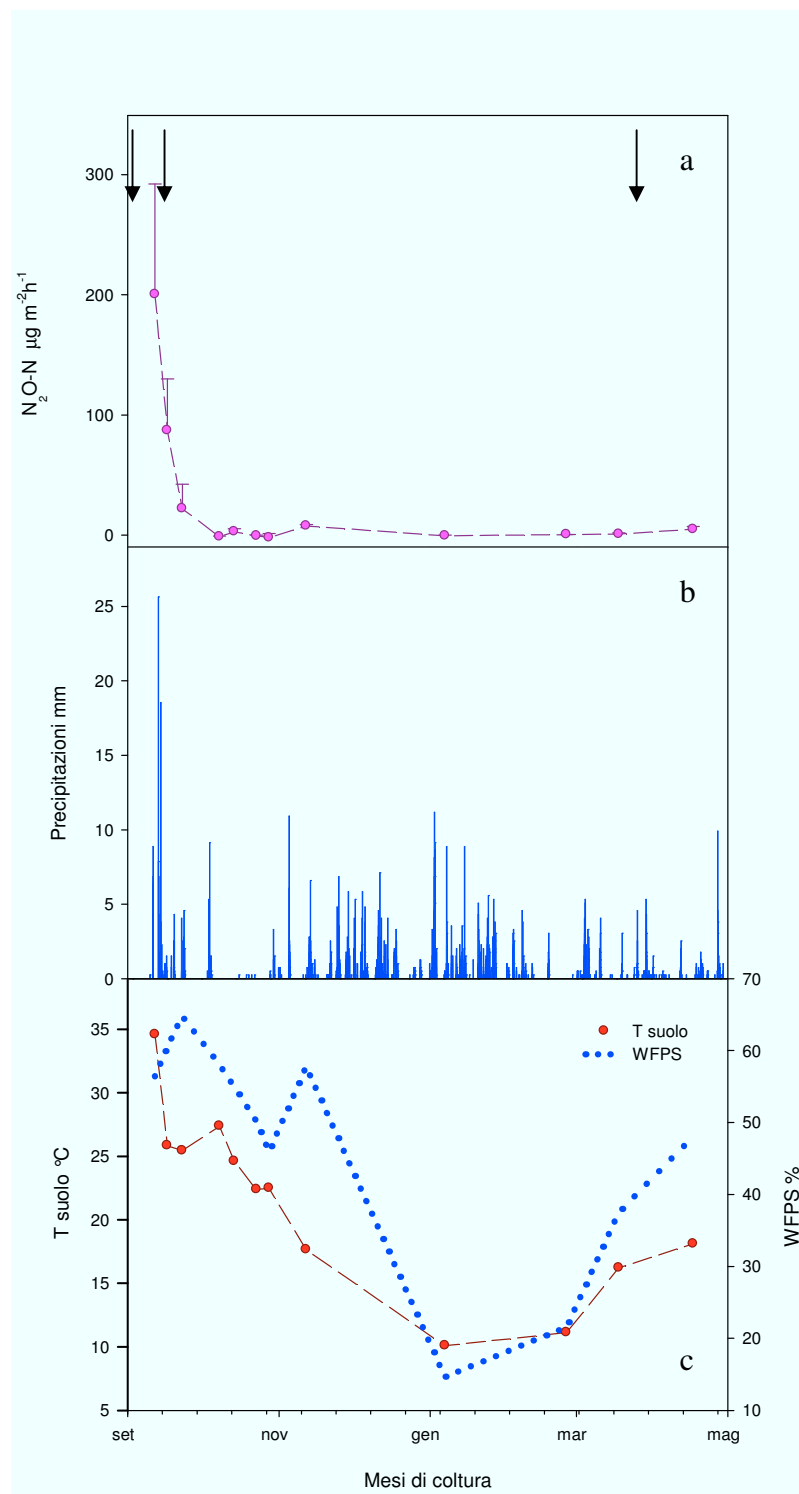 a
300
200
100
0
N2O-N µg m-2h-1
b
25
20
15
10
5
0
Precipitazioni mm
70
35
30
25
20
15
10
5
T suolo °C
T suolo
WFPS
60
50
40
30
20
10
WFPS %
c
set nov gen mar mag
Mesi di coltura